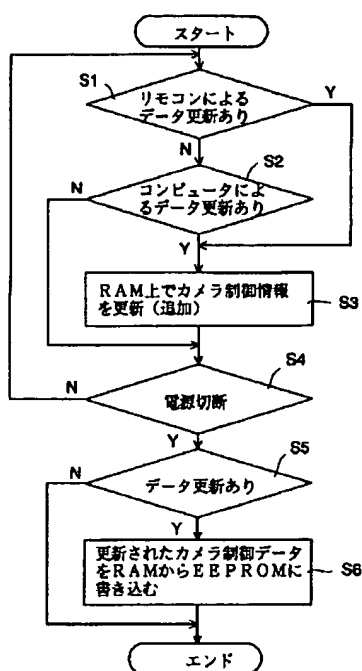 スタート
S1
リモコンによる
データ更新あり
Y
N
S2
N
コンピュータによ
るデータ更新あり
Y
RAM上でカメラ制御情報
を更新（追加）
S3
S4
N
電源切断
Y
S5
N
データ更新あり
Y
更新されたカメラ制御データ
をRAMからEEPROMに
書き込む
S6
エンド